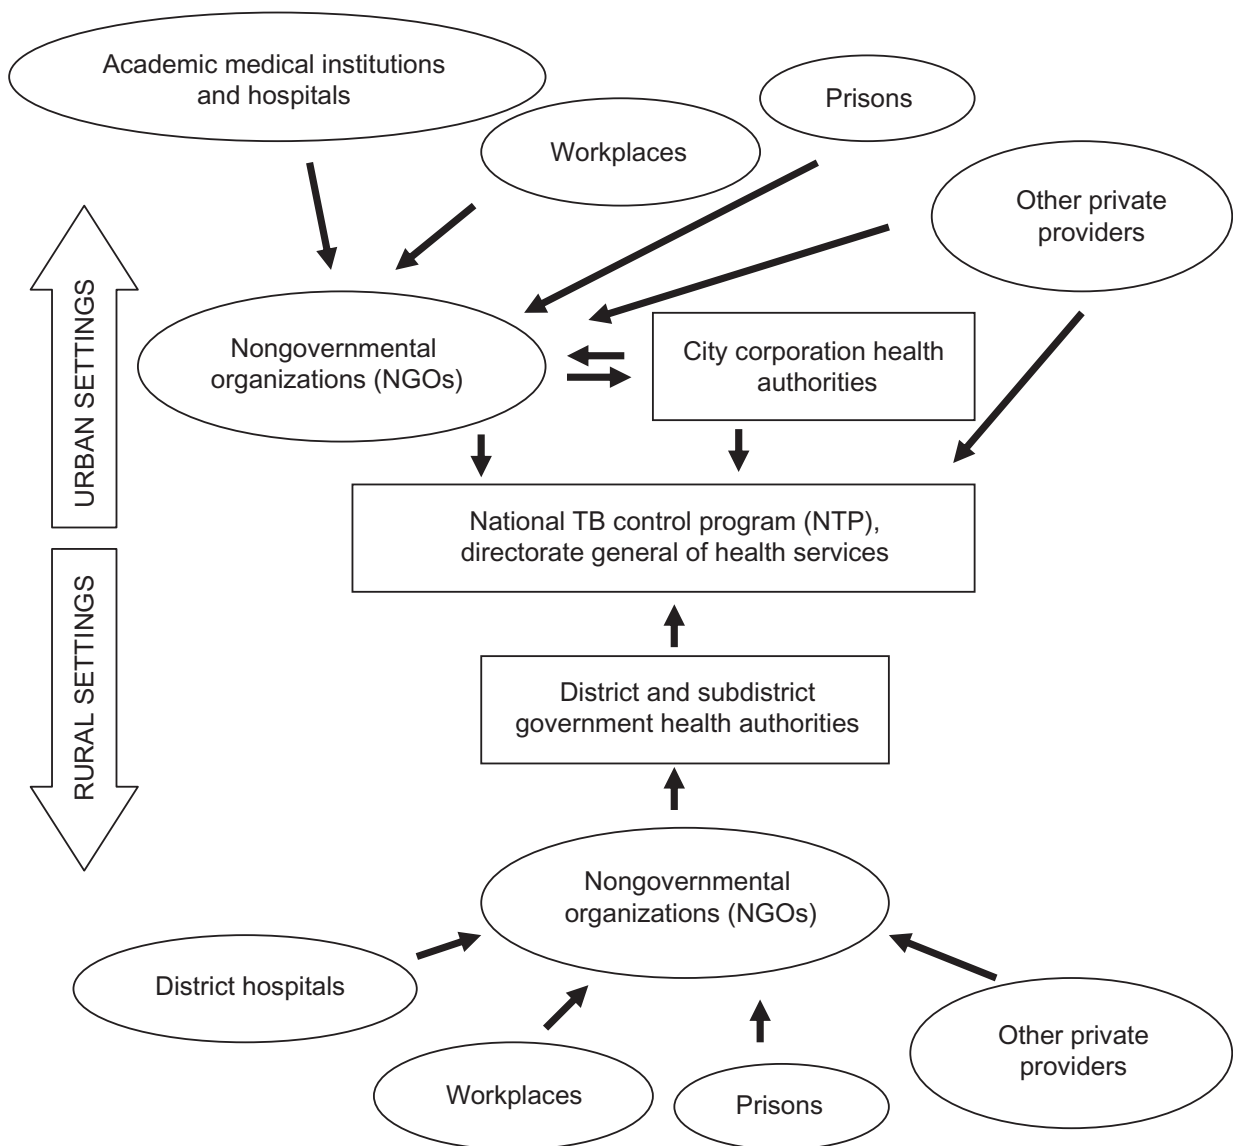 Academic medical institutions
and hospitals
Prisons
Workplaces
Other private
providers
URBAN SETTINGS
Nongovernmental
organizations (NGOs)
City corporation health
authorities
National TB control program (NTP),
directorate general of health services
RURAL SETTINGS
District and subdistrict
government health authorities
Nongovernmental
organizations (NGOs)
District hospitals
Other private
providers
Workplaces
Prisons